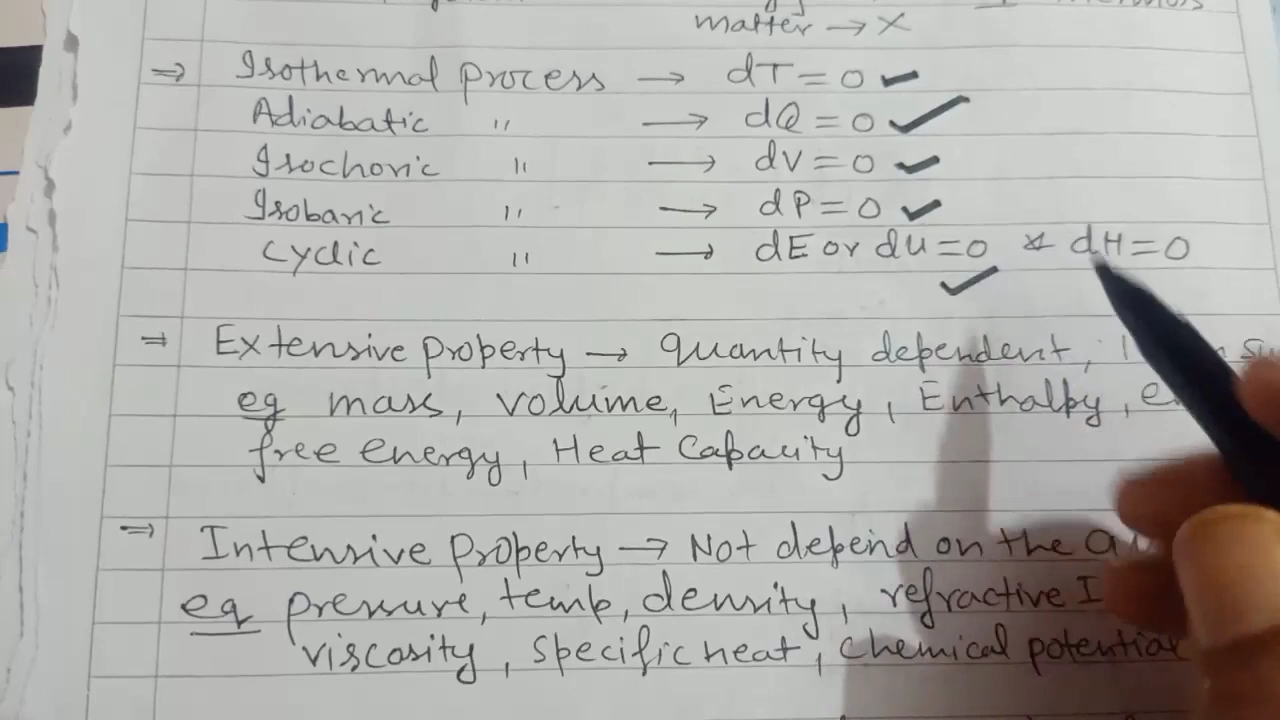 matter → ×
⇒ Isothermal process → dT = 0 ✓
Adiabatic " → dQ = 0 ✓
Isochoric " → dV = 0 ✓
Isobaric " → dP = 0 ✓
Cyclic " → dE or dU = 0 & dH = 0
✓
⇒ Extensive property → quantity dependent,
eg mass, volume, Energy, Enthalpy,
free energy, Heat Capacity
⇒ Intensive property → Not depend on the
eg pressure, temp, density, refractive I
viscosity, specific heat, chemical potential